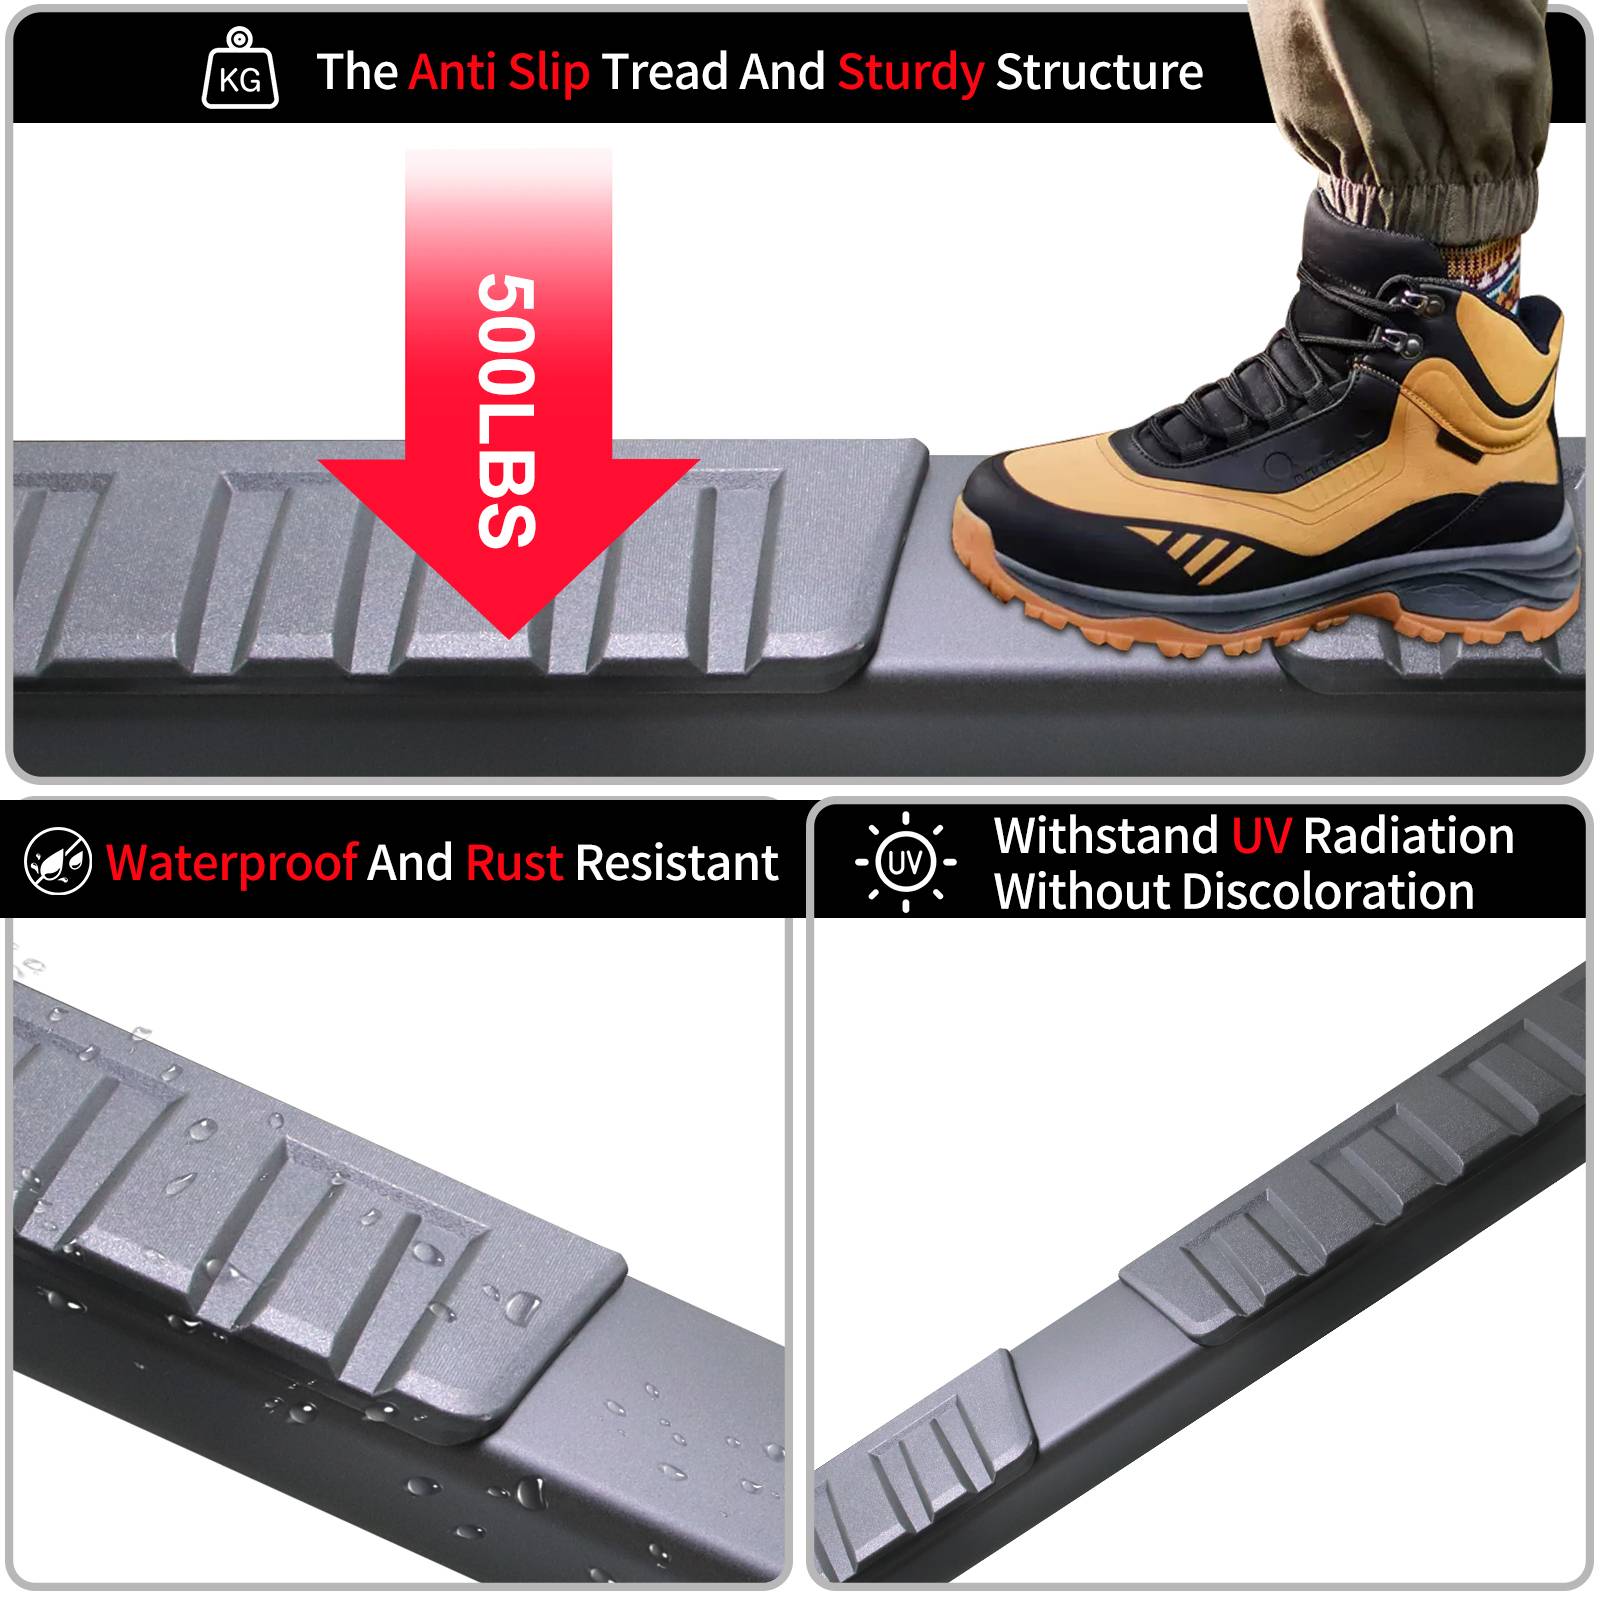 KG
The Anti Slip Tread And Sturdy Structure
500LBS
Waterproof And Rust Resistant
UV
Withstand UV Radiation
Without Discoloration